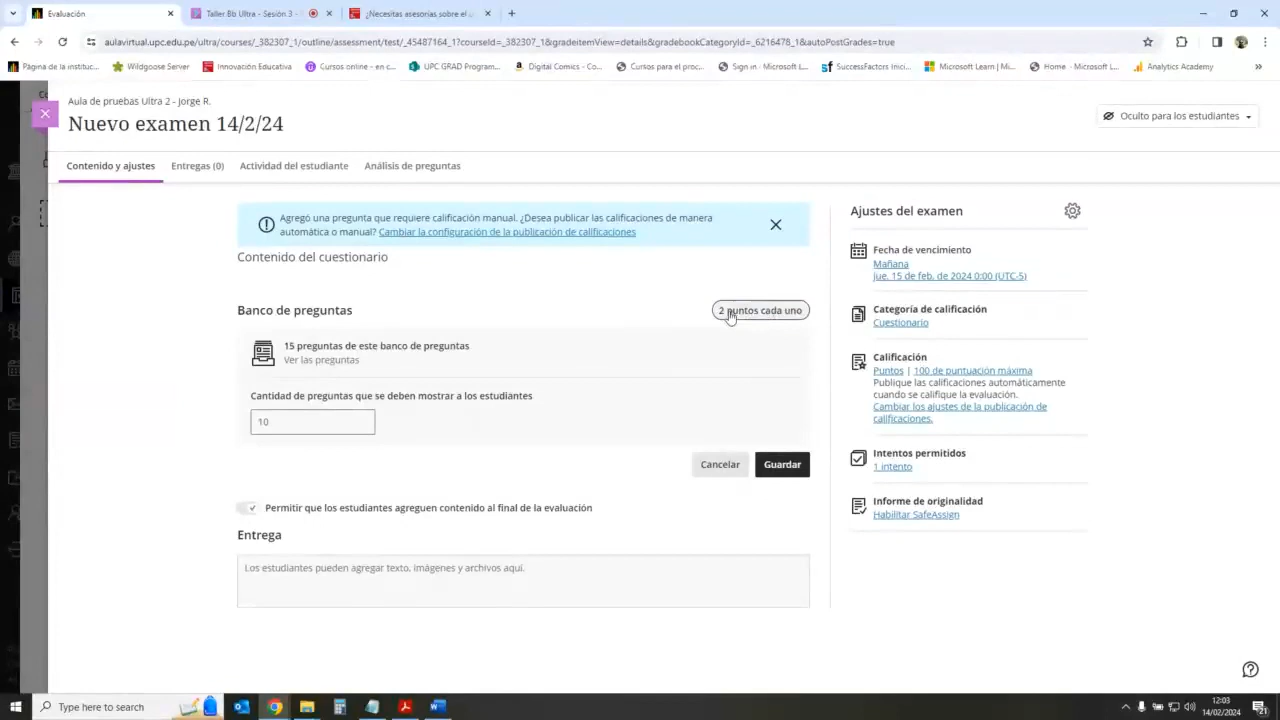 Evaluación
Taller Bb Ultra - Sesión 3 -
¿Necesitas asesorías sobre el u
aulavirtual.upc.edu.pe/ultra/courses/_382307_1/outline/assessment/test/_45487164_1?courseId=_382307_1&gradeitemView=details&gradebookCategoryId=_6216478_1&autoPostGrades=true
Página de la instituc...
Wildgoose Server
Innovación Educativa
Cursos online - en c...
UPC GRAD Program...
Digital Comics - Co...
Cursos para el proc...
Sign in - Microsoft L...
SuccessFactors Inici...
Microsoft Learn | Mi...
Home - Microsoft L...
Analytics Academy
»
Aula de pruebas Ultra 2 - Jorge R.
Nuevo examen 14/2/24
Oculto para los estudiantes
Contenido y ajustes
Entregas (0)
Actividad del estudiante
Análisis de preguntas
Agregó una pregunta que requiere calificación manual. ¿Desea publicar las calificaciones de manera
automática o manual? Cambiar la configuración de la publicación de calificaciones
Contenido del cuestionario
Banco de preguntas
2 puntos cada uno
15 preguntas de este banco de preguntas
Ver las preguntas
Cantidad de preguntas que se deben mostrar a los estudiantes
10
Cancelar
Guardar
Permitir que los estudiantes agreguen contenido al final de la evaluación
Entrega
Los estudiantes pueden agregar texto, imágenes y archivos aquí.
Ajustes del examen
Fecha de vencimiento
Mañana
jue. 15 de feb. de 2024 0:00 (UTC-5)
Categoría de calificación
Cuestionario
Calificación
Puntos | 100 de puntuación máxima
Publique las calificaciones automáticamente
cuando se califique la evaluación.
Cambiar los ajustes de la publicación de
calificaciones.
Intentos permitidos
1 intento
Informe de originalidad
Habilitar SafeAssign
Type here to search
12:03
14/02/2024